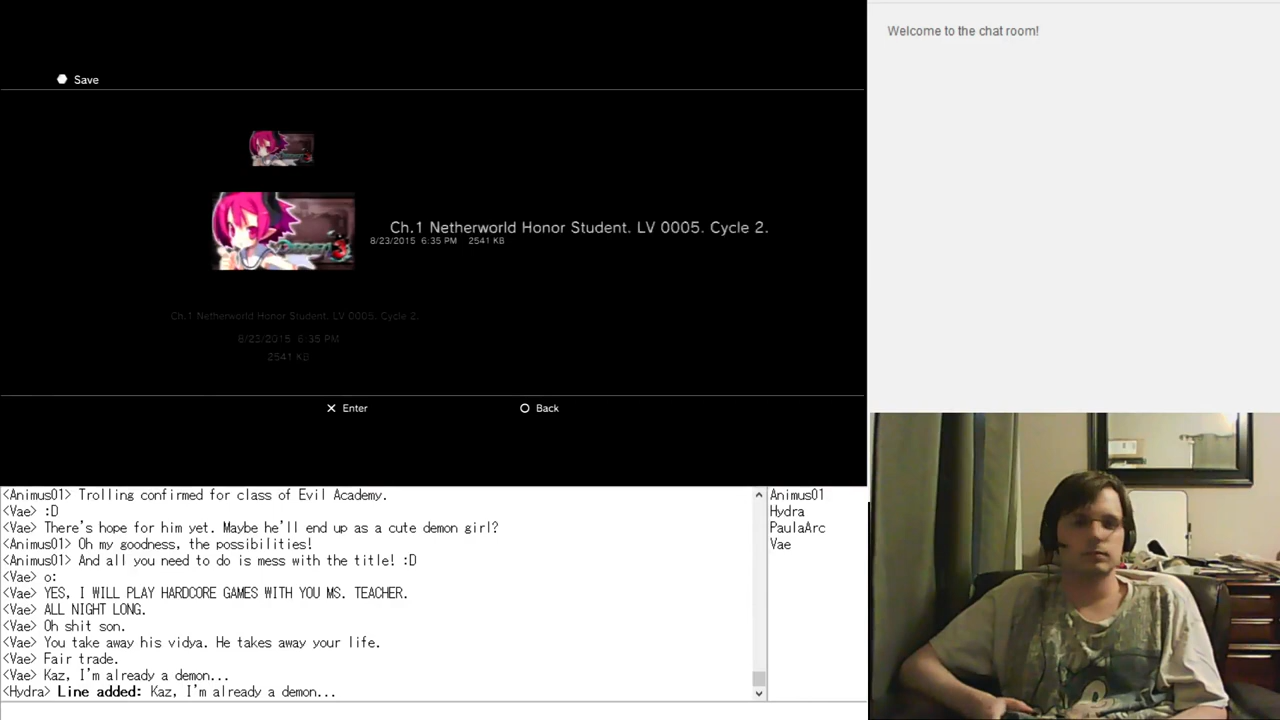 Welcome to the chat room!
Save
Ch.1 Netherworld Honor Student. LV 0005. Cycle 2.
8/23/2015 6:35 PM 2541 KB
Ch.1 Netherworld Honor Student. LV 0005. Cycle 2.
8/23/2015 6:35 PM
2541 KB
Enter
Back
<Animus01> Trolling confirmed for class of Evil Academy.
<Vae> :D
<Vae> There's hope for him yet. Maybe he'll end up as a cute demon girl?
<Animus01> Oh my goodness, the possibilities!
<Animus01> And all you need to do is mess with the title! :D
<Vae> o:
<Vae> YES, I WILL PLAY HARDCORE GAMES WITH YOU MS. TEACHER.
<Vae> ALL NIGHT LONG.
<Vae> Oh shit son.
<Vae> You take away his vidya. He takes away your life.
<Vae> Fair trade.
<Vae> Kaz, I'm already a demon...
<Hydra> Line added: Kaz, I'm already a demon...
Animus01
Hydra
PaulaArc
Vae